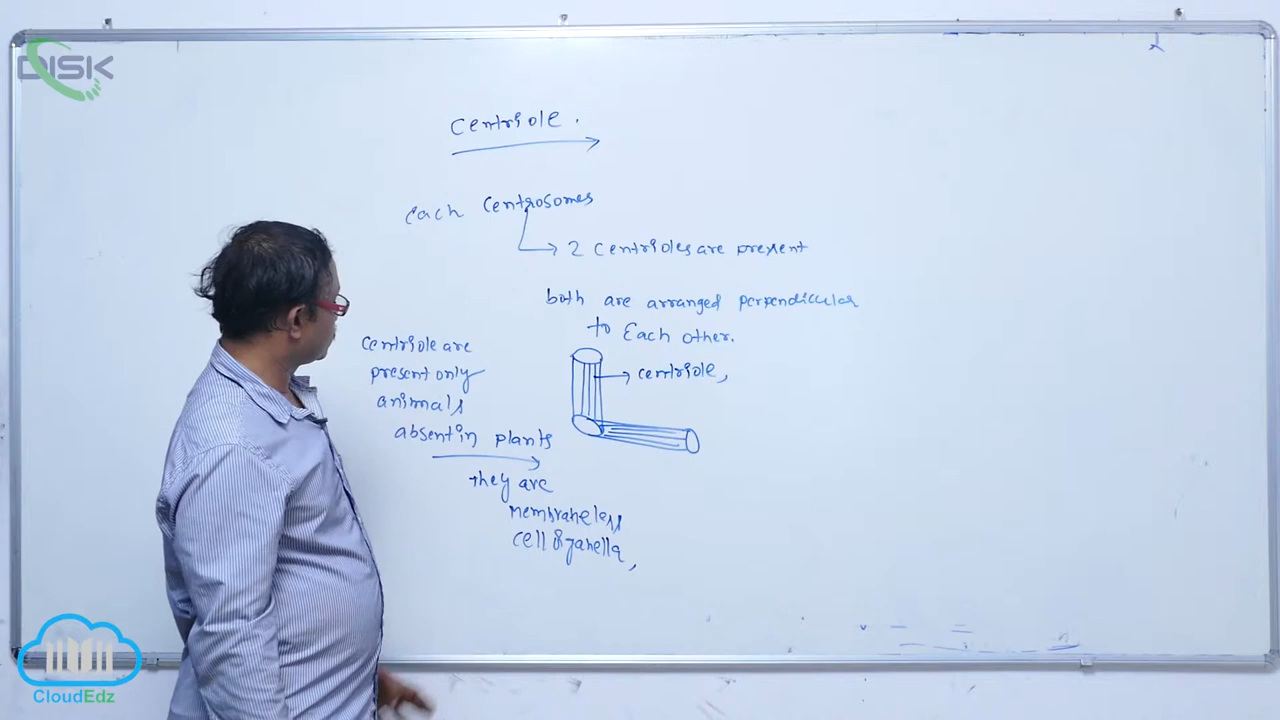 DISK
Centriole.
Each Centrosomes
2 Centrioles are present
both are arranged perpendicular
to Each other.
centriole,
Centriole are
present only
animals
absent in plants
they are
membraneless
cell organella,
CloudEdz